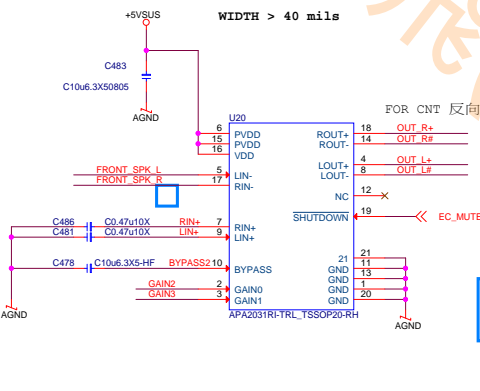 +5VSUS
WIDTH > 40 mils
C483
C10u6.3X50805
AGND
FOR CNT 反向
U20
6 PVDD ROUT+ 18 OUT_R+
15 PVDD ROUT- 14 OUT_R#
16 VDD
LOUT+ 4 OUT_L+
FRONT_SPK_L 5 LIN- LOUT- 8 OUT_L#
FRONT_SPK_R 17 RIN-
NC 12
SHUTDOWN 19 EC_MUTE
C486 C0.47u10X RIN+ 7 RIN+
C481 C0.47u10X LIN+ 9 LIN+
21 21
C478 C10u6.3X5-HF BYPASS2 10 BYPASS GND 11
GND 13
GAIN2 2 GAIN0 GND 1
GAIN3 3 GAIN1 GND 20
AGND
APA2031RI-TRL_TSSOP20-RH
AGND